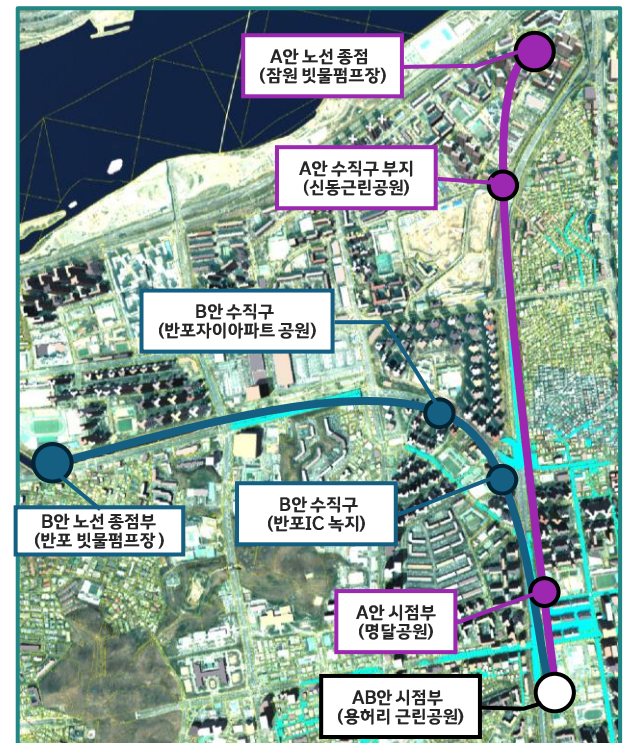 A안 노선 종점
(잠원 빗물펌프장)
A안 수직구 부지
(신동근린공원)
B안 수직구
(반포자이아파트 공원)
B안 노선 종점부
(반포 빗물펌프장 )
B안 수직구
(반포IC 녹지)
A안 시점부
(명달공원)
AB안 시점부
(용허리 근린공원)